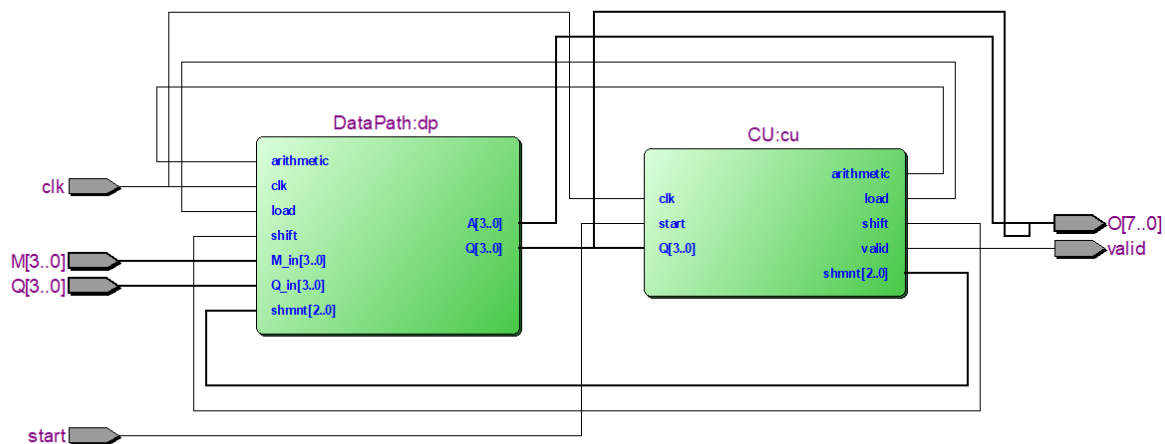 DataPath:dp
arithmetic
clk
load
shift
M_in[3..0]
Q_in[3..0]
shmnt[2..0]
A[3..0]
Q[3..0]
CU:cu
clk
start
Q[3..0]
arithmetic
load
shift
valid
shmnt[2..0]
clk
M[3..0]
Q[3..0]
start
O[7..0]
valid